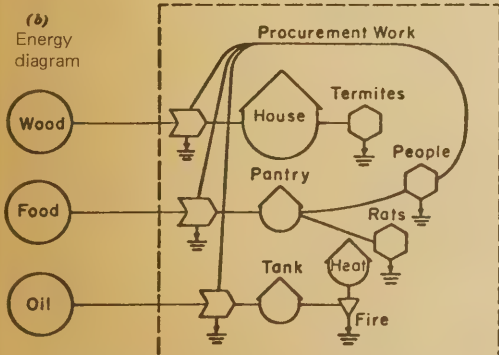 (b)
Energy
diagram
Procurement Work
Wood
House
Termites
People
Food
Pantry
Rats
Oil
Tank
Heat
Fire